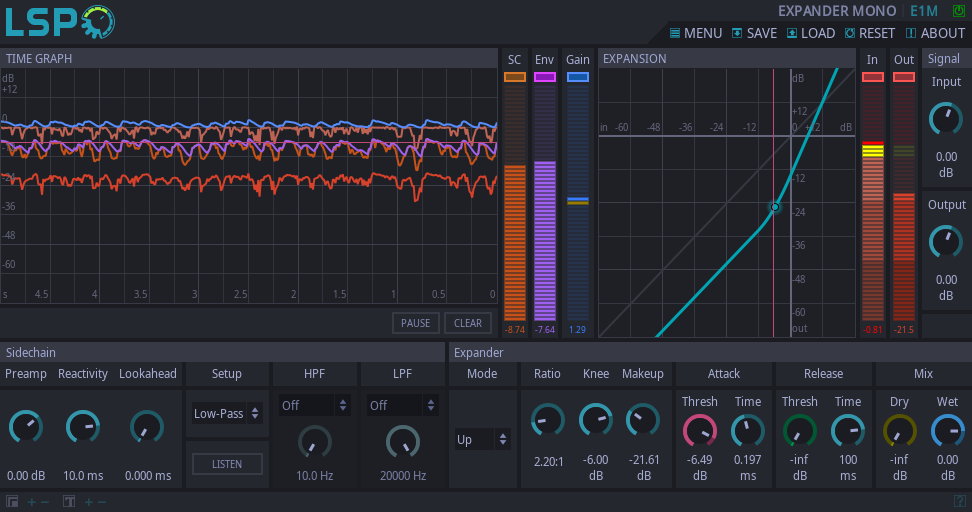 LSP
EXPANDER MONO E1M
MENU SAVE LOAD RESET ABOUT
TIME GRAPH
SC Env Gain
EXPANSION
In Out
Signal
dB
+12
0
-24
-36
-48
-60
s 4.5 4 3.5 3 2.5 2 1.5 1 0.5 0
PAUSE CLEAR
-8.74 -7.64 1.29
dB
+12
in -60 -48 -36 -24 -12 0 +12 dB
-12
-24
-36
-48
-60
out
-0.81 -21.5
Input
0.00
dB
Output
0.00
dB
Sidechain
Preamp Reactivity Lookahead
0.00 dB 10.0 ms 0.000 ms
Setup
Low-Pass
LISTEN
HPF
Off
10.0 Hz
LPF
Off
20000 Hz
Expander
Mode
Up
Ratio Knee Makeup
2.20:1
-6.00
dB
-21.61
dB
Attack
Thresh Time
-6.49
dB
0.197
ms
Release
Thresh Time
-inf
dB
100
ms
Mix
Dry Wet
-inf
dB
0.00
dB